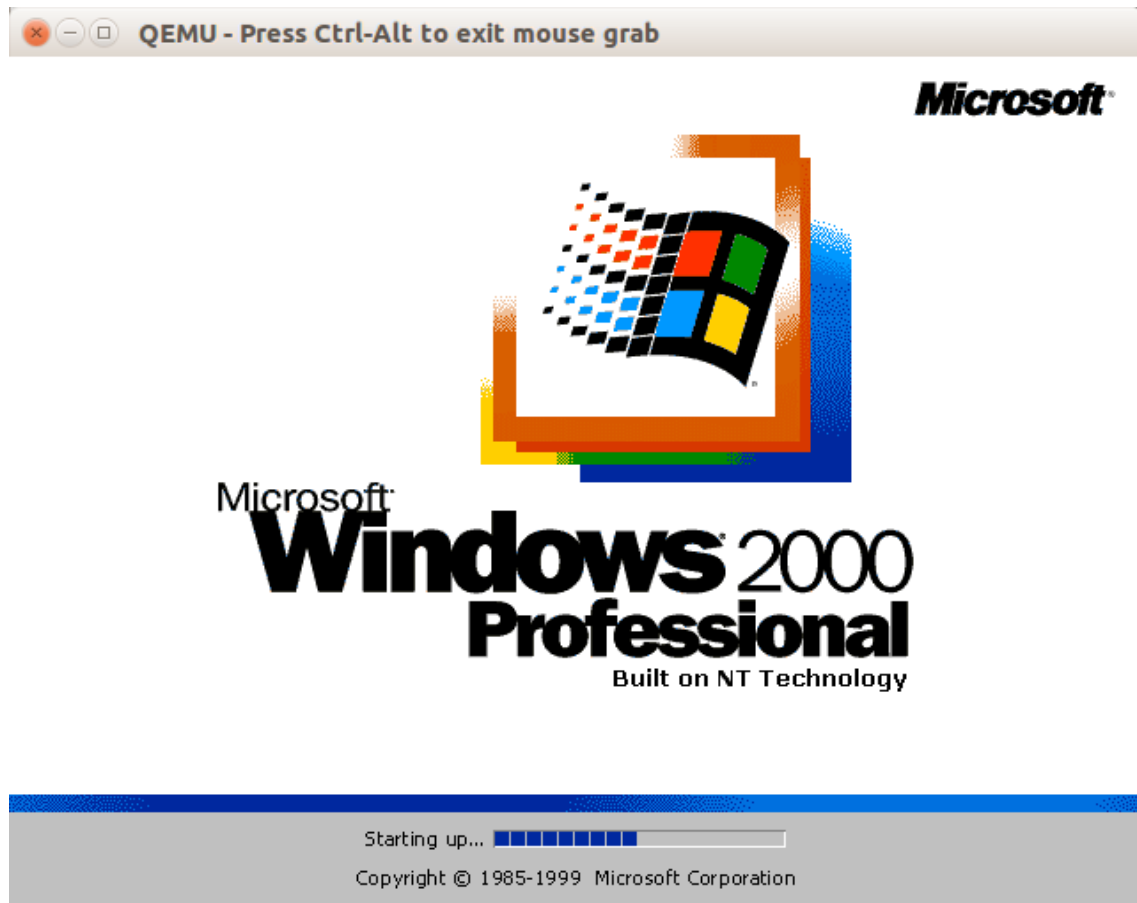 QEMU - Press Ctrl-Alt to exit mouse grab
Microsoft®
Microsoft®
Windows® 2000
Professional
Built on NT Technology
Starting up...
Copyright © 1985-1999 Microsoft Corporation